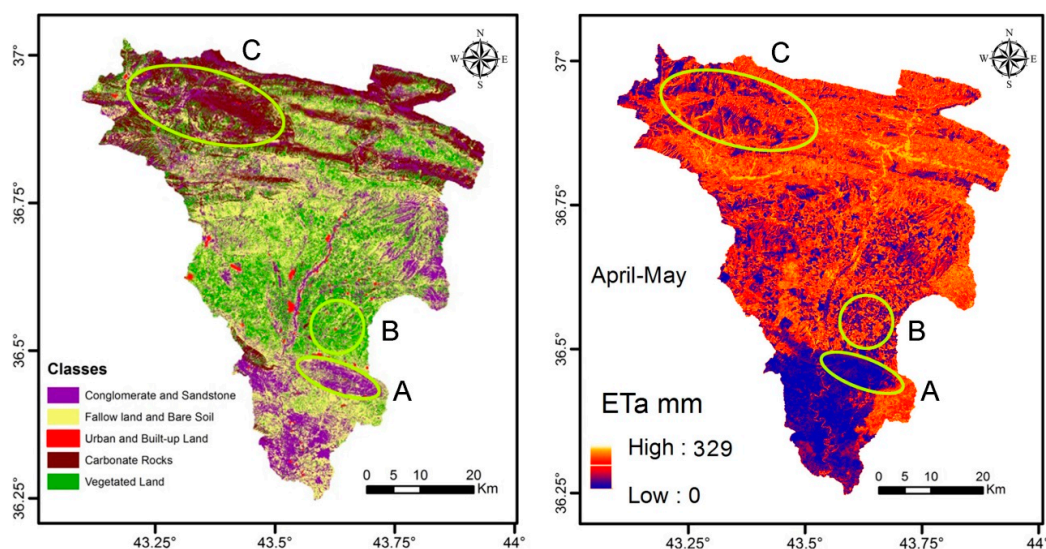 C
N
W E
S
37°
36.75°
36.5°
36.25°
B
A
Classes
Conglomerate and Sandstone
Fallow land and Bare Soil
Urban and Built-up Land
Carbonate Rocks
Vegetated Land
0 5 10 20
Km
43.25° 43.5° 43.75° 44°
C
N
W E
S
37°
36.75°
36.5°
36.25°
April-May
B
A
ETa mm
High : 329
Low : 0
0 5 10 20
Km
43.25° 43.5° 43.75° 44°